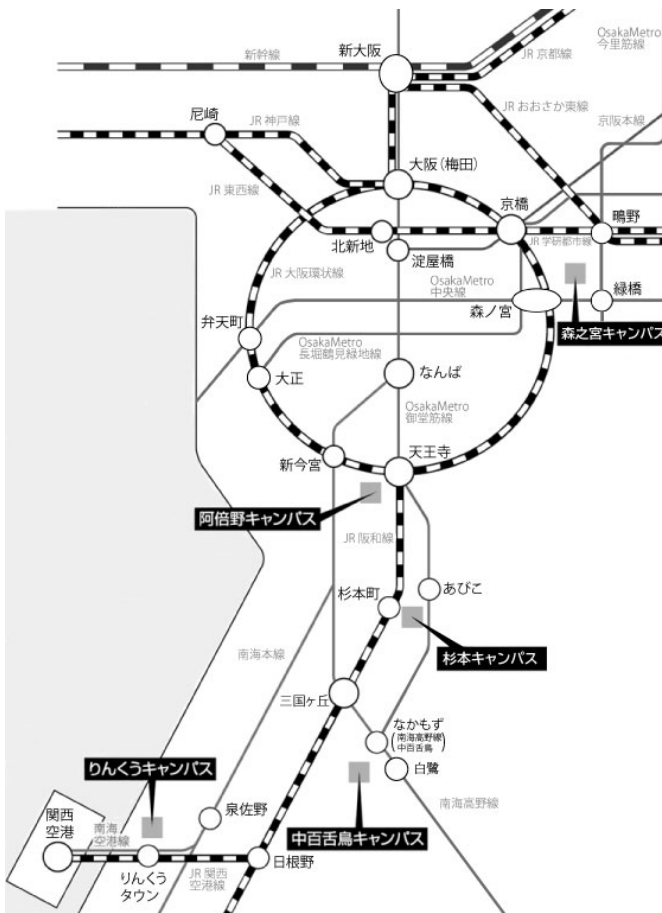 OsakaMetro
今里筋線
新大阪
新幹線
JR 京都線
JR おおさか東線
尼崎
JR 神戸線
京阪本線
大阪(梅田)
JR 東西線
京橋
鴫野
北新地
淀屋橋
JR 学研都市線
JR 大阪環状線
OsakaMetro
中央線
森ノ宮
緑橋
弁天町
森之宮キャンパス
OsakaMetro
長堀鶴見緑地線
大正
なんば
OsakaMetro
御堂筋線
新今宮
天王寺
阿倍野キャンパス
JR 阪和線
あびこ
杉本町
南海本線
杉本キャンパス
三国ヶ丘
なかもず
(南海高野線
中百舌鳥)
白鷺
りんくうキャンパス
南海高野線
関西
空港
南海
空港線
泉佐野
中百舌鳥キャンパス
りんくう
タウン
JR 関西
空港線
日根野